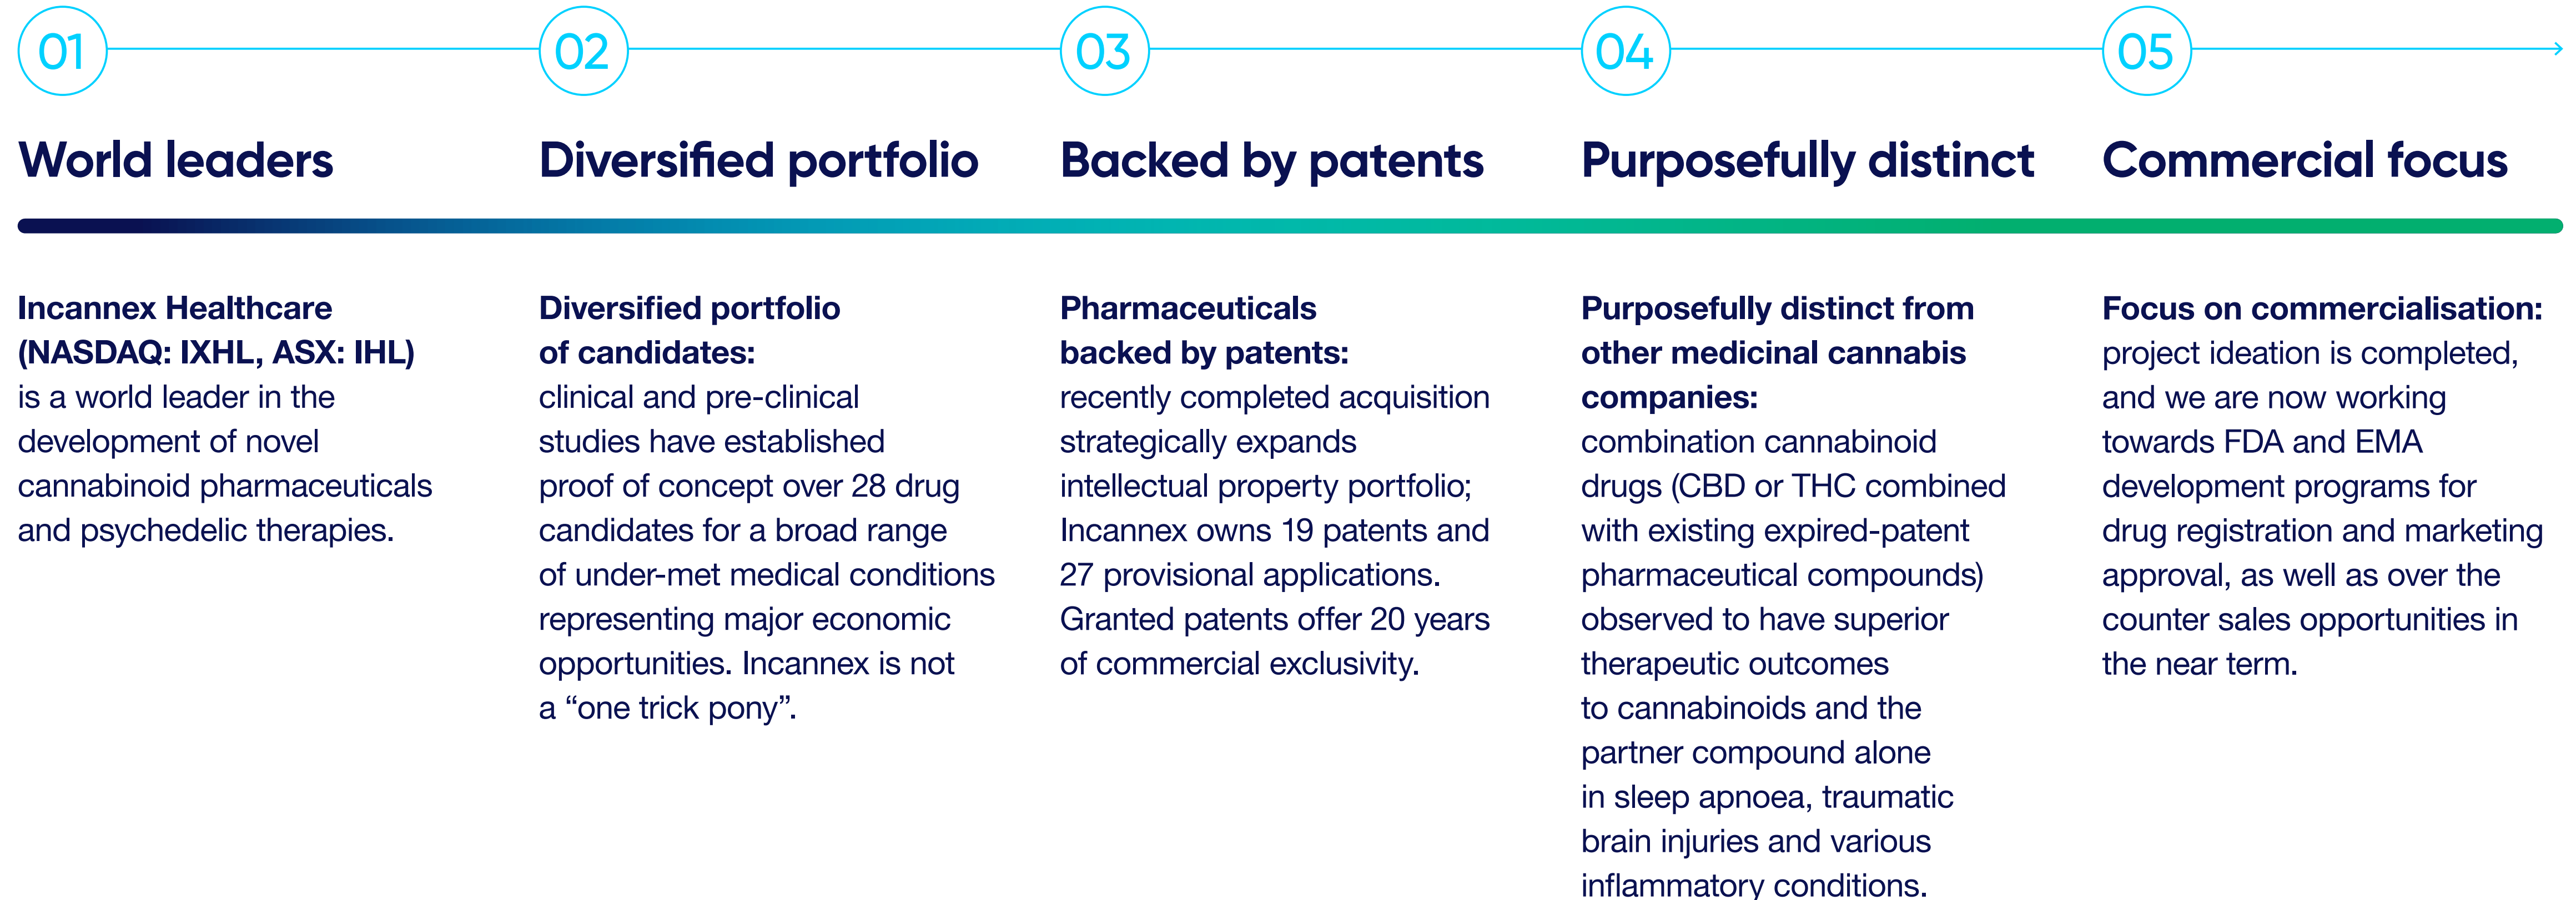 01
02
03
04
05
World leaders
Diversified portfolio
Backed by patents
Purposefully distinct
Commercial focus
Incannex Healthcare
(NASDAQ: IXHL, ASX: IHL)
is a world leader in the
development of novel
cannabinoid pharmaceuticals
and psychedelic therapies.
Diversified portfolio
of candidates:
clinical and pre-clinical
studies have established
proof of concept over 28 drug
candidates for a broad range
of under-met medical conditions
representing major economic
opportunities. Incannex is not
a “one trick pony”.
Pharmaceuticals
backed by patents:
recently completed acquisition
strategically expands
intellectual property portfolio;
Incannex owns 19 patents and
27 provisional applications.
Granted patents offer 20 years
of commercial exclusivity.
Purposefully distinct from
other medicinal cannabis
companies:
combination cannabinoid
drugs (CBD or THC combined
with existing expired-patent
pharmaceutical compounds)
observed to have superior
therapeutic outcomes
to cannabinoids and the
partner compound alone
in sleep apnoea, traumatic
brain injuries and various
inflammatory conditions.
Focus on commercialisation:
project ideation is completed,
and we are now working
towards FDA and EMA
development programs for
drug registration and marketing
approval, as well as over the
counter sales opportunities in
the near term.